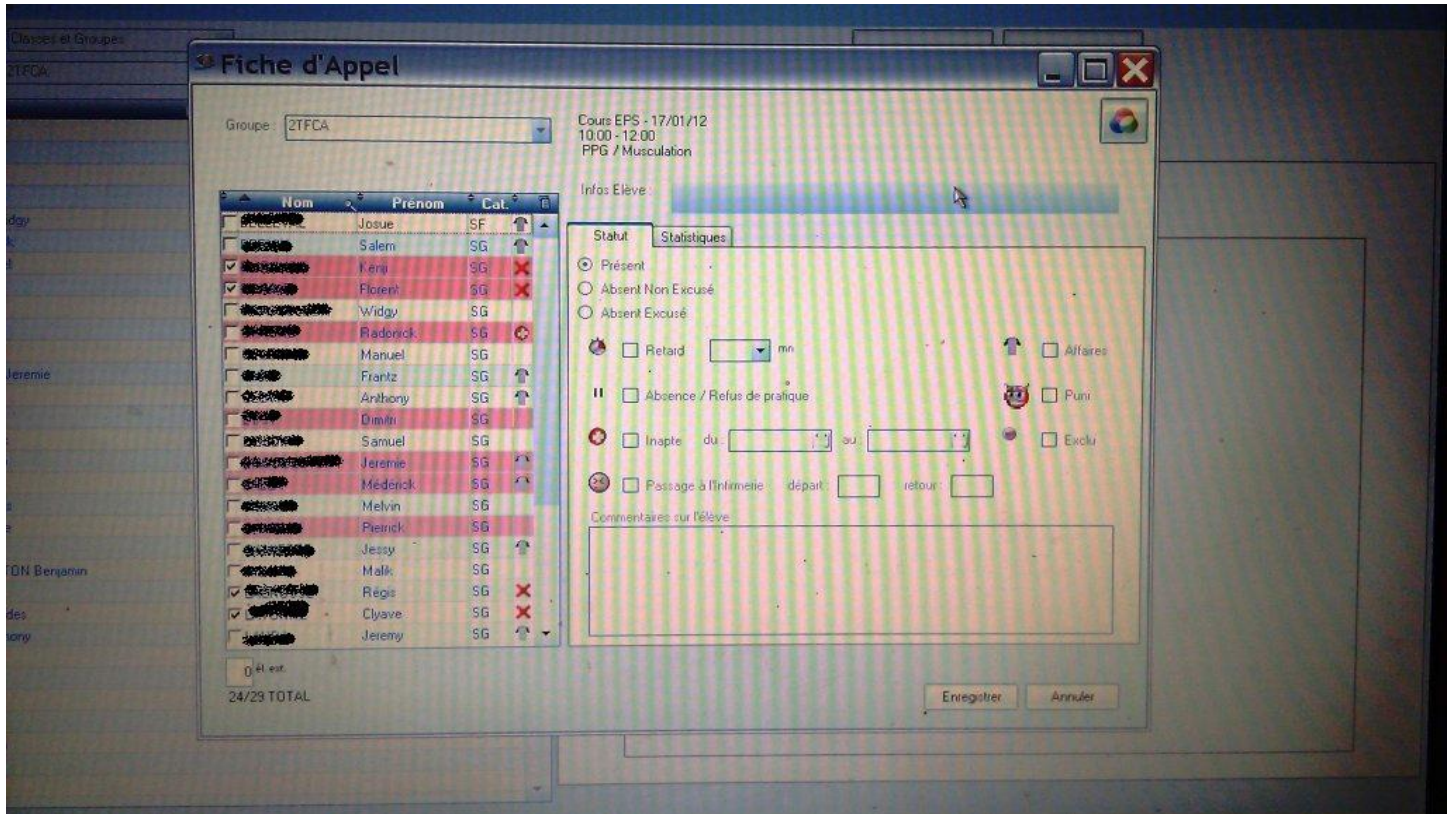 Classes et Groupes
2TFCA
Fiche d'Appel
Groupe : 2TFCA
Cours EPS - 17/01/12
10:00 - 12:00
PPG / Musculation
Infos Elève :
Nom Prénom Cat.
Josue SF
Salem SG
Kenji SG
Florent SG
Widgy SG
Radonick SG
Manuel SG
Frantz SG
Anthony SG
Dimitri SG
Samuel SG
Jeremie SG
Méderick SG
Melvin SG
Pierrick SG
Jessy SG
Malik SG
Régis SG
Clyave SG
Jeremy SG
Statut Statistiques
Présent
Absent Non Excusé
Absent Excusé
Retard mn
Affaires
Absence / Refus de pratique
Puni
Inapte du : au :
Exclu
Passage à l'infirmerie départ : retour :
Commentaires sur l'élève
0 él. est.
24/29 TOTAL
Enregistrer Annuler
Jeremie
TON Benjamin